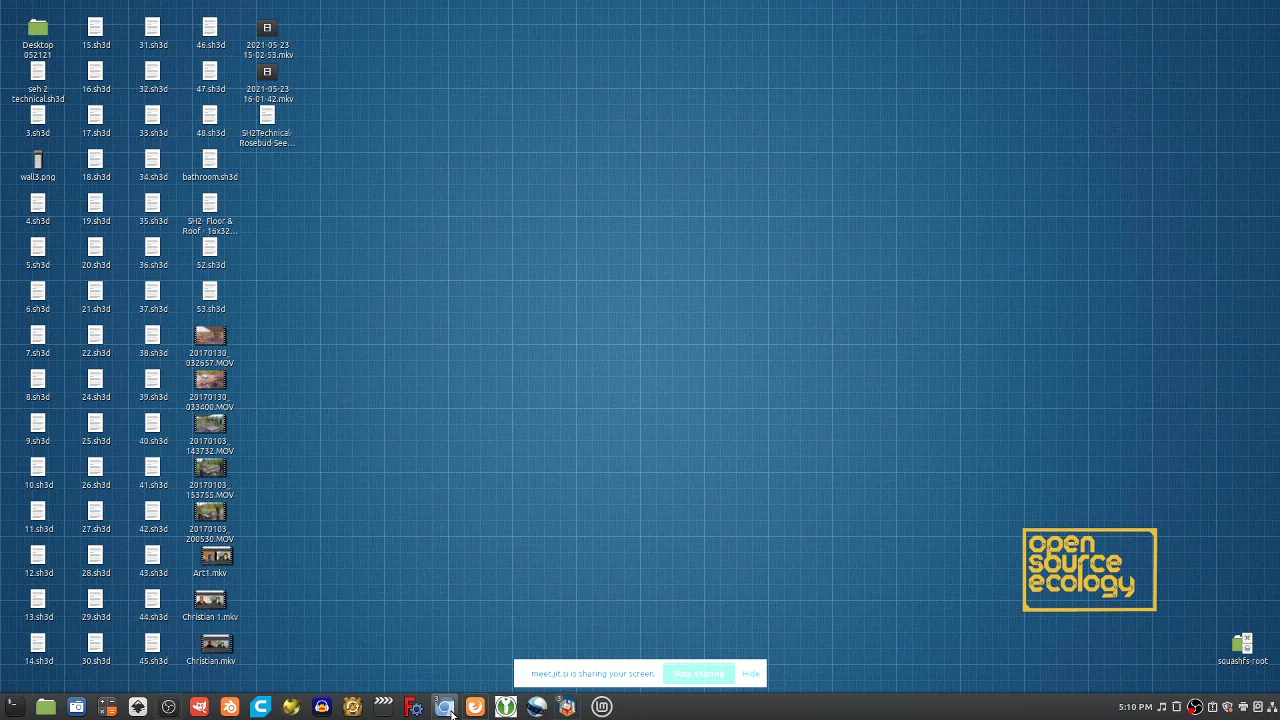 Desktop
052121
seh 2
technical.sh3d
3.sh3d
wall3.png
4.sh3d
5.sh3d
6.sh3d
7.sh3d
8.sh3d
9.sh3d
10.sh3d
11.sh3d
12.sh3d
13.sh3d
14.sh3d
15.sh3d
16.sh3d
17.sh3d
18.sh3d
19.sh3d
20.sh3d
21.sh3d
22.sh3d
24.sh3d
25.sh3d
26.sh3d
27.sh3d
28.sh3d
29.sh3d
30.sh3d
31.sh3d
32.sh3d
33.sh3d
34.sh3d
35.sh3d
36.sh3d
37.sh3d
38.sh3d
39.sh3d
40.sh3d
41.sh3d
42.sh3d
43.sh3d
44.sh3d
45.sh3d
46.sh3d
47.sh3d
48.sh3d
bathroom.sh3d
SH2- Floor &
Roof - 16x32...
52.sh3d
53.sh3d
20170130_
032657.MOV
20170130_
033400.MOV
20170103_
143732.MOV
20170103_
153755.MOV
20170103_
200530.MOV
Art1.mkv
Christian 1.mkv
Christian.mkv
2021-05-23
15-02-53.mkv
2021-05-23
16-01-42.mkv
SH2Technical-
Rosebud-See...
open
source
ecology
squashfs-root
meet.jit.si is sharing your screen.
Stop sharing
Hide
5:10 PM